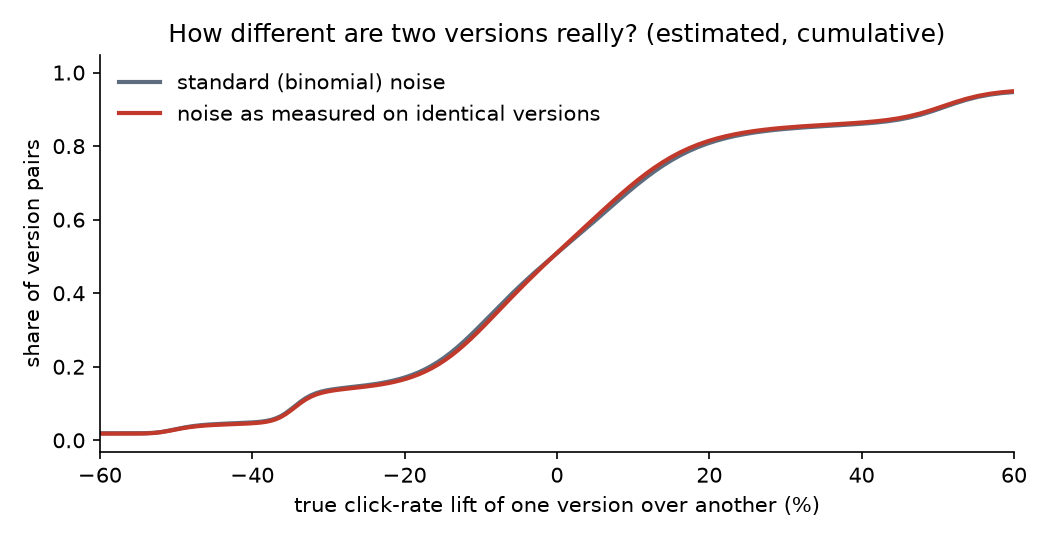 How different are two versions really? (estimated, cumulative)
standard (binomial) noise
noise as measured on identical versions
share of version pairs
1.0
0.8
0.6
0.4
0.2
0.0
−60
−40
−20
0
20
40
60
true click-rate lift of one version over another (%)